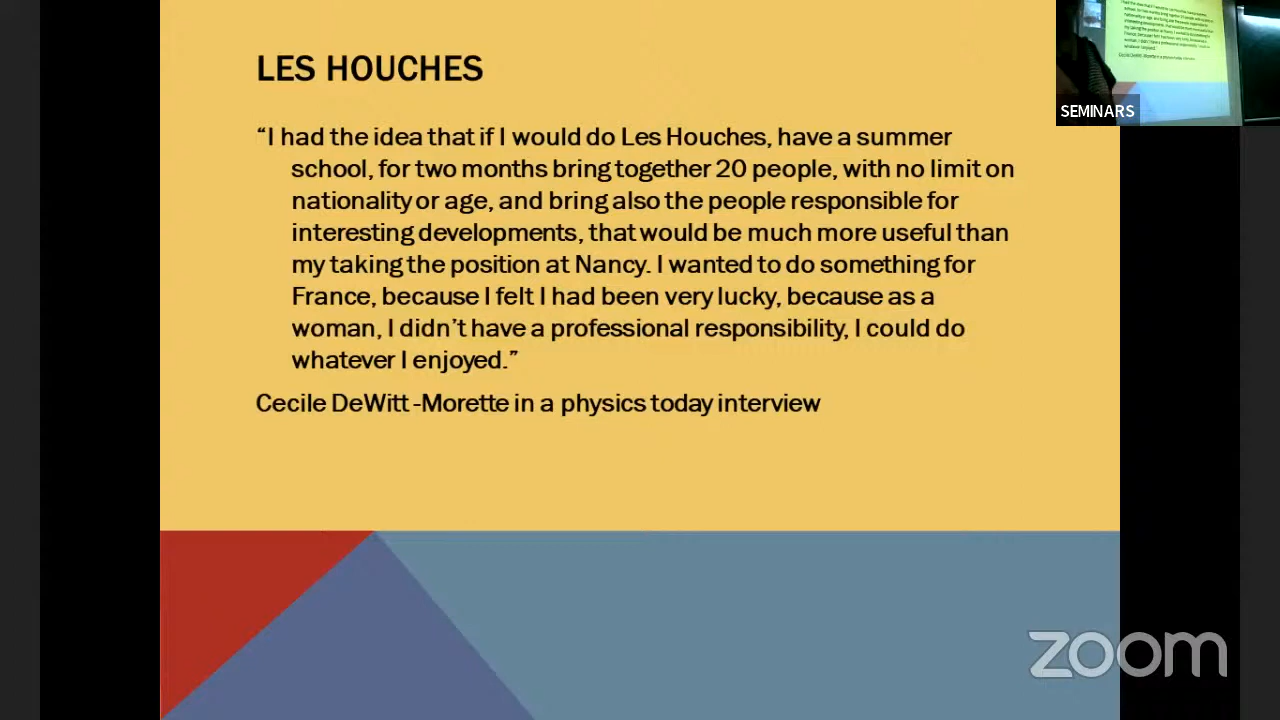 LES HOUCHES
“I had the idea that if I would do Les Houches, have a summer
school, for two months bring together 20 people, with no limit on
nationality or age, and bring also the people responsible for
interesting developments, that would be much more useful than
my taking the position at Nancy. I wanted to do something for
France, because I felt I had been very lucky, because as a
woman, I didn’t have a professional responsibility, I could do
whatever I enjoyed.”
Cecile DeWitt -Morette in a physics today interview
SEMINARS
zoom